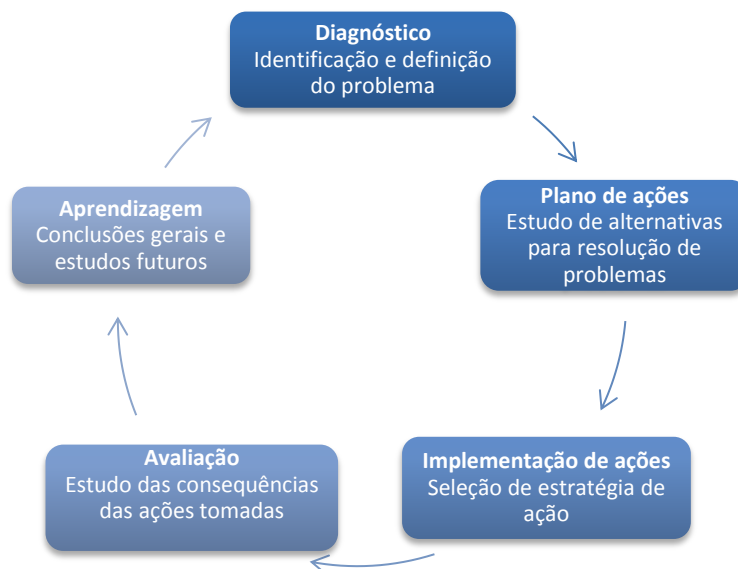 Diagnóstico
Identificação e definição
do problema
Plano de ações
Estudo de alternativas
para resolução de
problemas
Implementação de ações
Seleção de estratégia de
ação
Avaliação
Estudo das consequências
das ações tomadas
Aprendizagem
Conclusões gerais e
estudos futuros